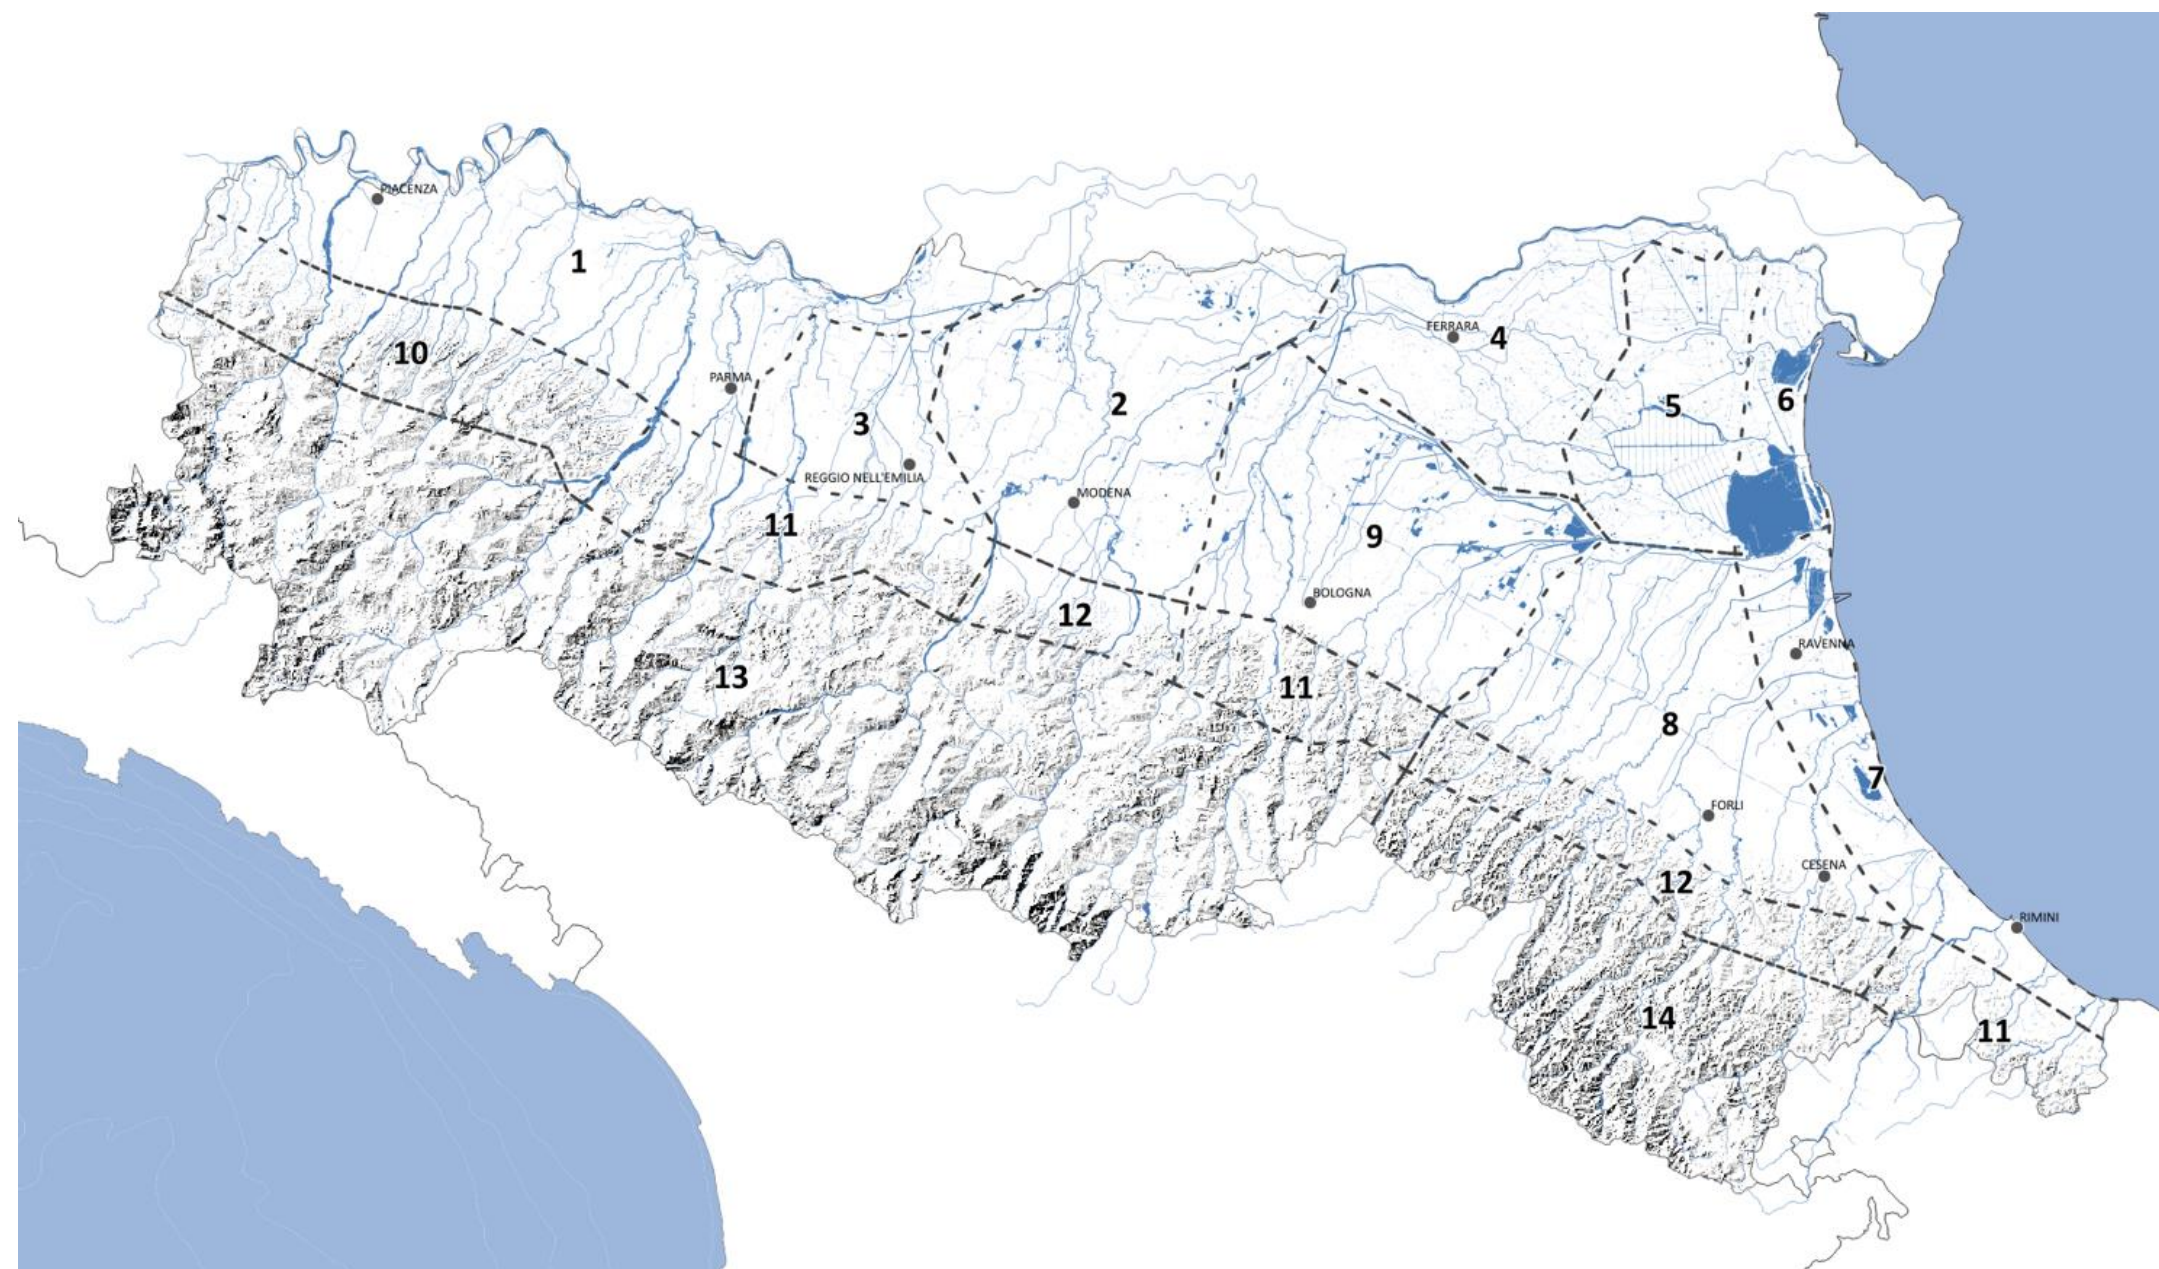 PIACENZA
1
FERRARA
4
10
PARMA
5
6
2
3
REGGIO NELL'EMILIA
MODENA
11
9
BOLOGNA
12
RAVENNA
13
11
8
7
FORLI
CESENA
12
RIMINI
14
11